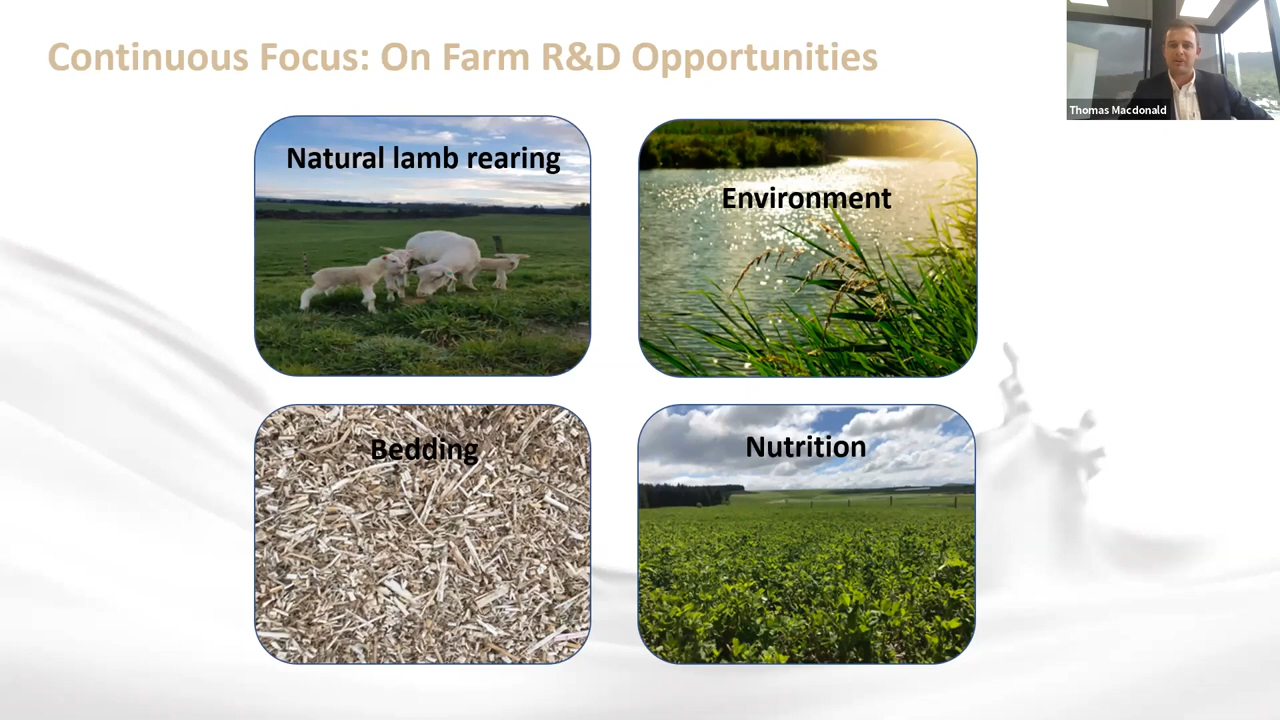 Continuous Focus: On Farm R&D Opportunities
Thomas Macdonald
Natural lamb rearing
Environment
Bedding
Nutrition